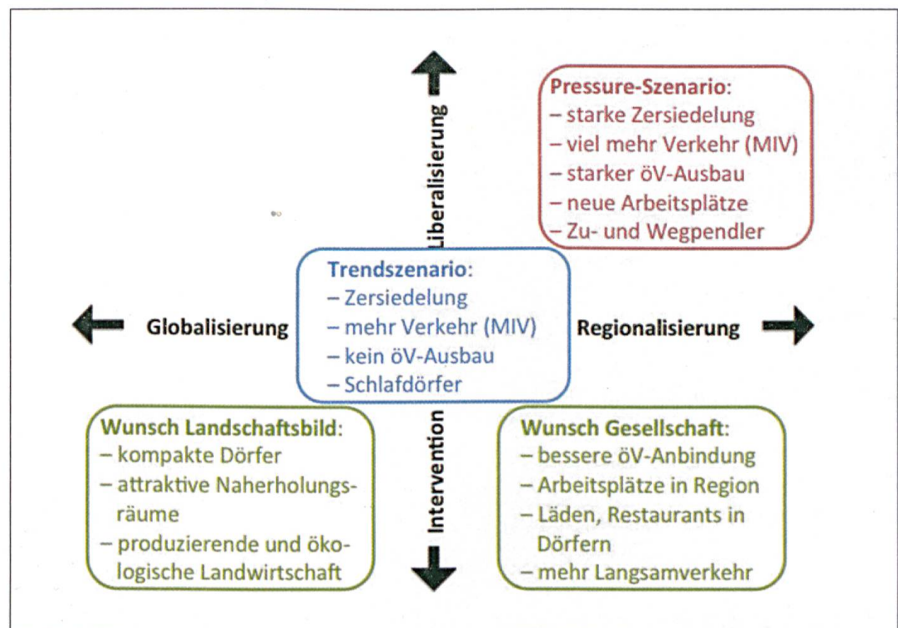 Liberalisierung
Pressure-Szenario:
– starke Zersiedelung
– viel mehr Verkehr (MIV)
– starker öV-Ausbau
– neue Arbeitsplätze
– Zu- und Wegpendler
Globalisierung
Trendszenario:
– Zersiedelung
– mehr Verkehr (MIV)
– kein öV-Ausbau
– Schlafdörfer
Regionalisierung
Wunsch Landschaftsbild:
– kompakte Dörfer
– attraktive Naherholungs-
räume
– produzierende und öko-
logische Landwirtschaft
Intervention
Wunsch Gesellschaft:
– bessere öV-Anbindung
– Arbeitsplätze in Region
– Läden, Restaurants in
Dörfern
– mehr Langsamverkehr